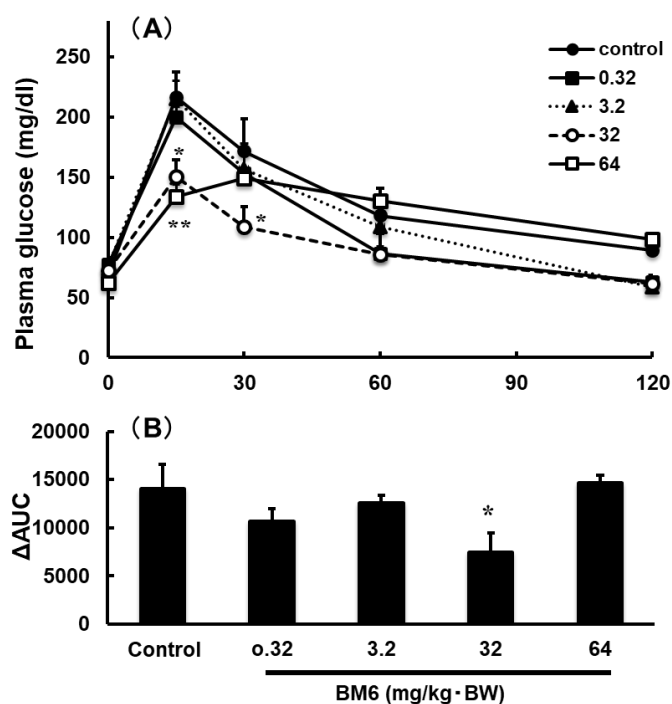 （A）
250
200
150
100
50
0
Plasma glucose (mg/dl)
control
0.32
3.2
32
64
*
**
*
0 30 60 90 120
（B）
20000
15000
10000
5000
0
ΔAUC
*
Control o.32 3.2 32 64
BM6 (mg/kg・BW)